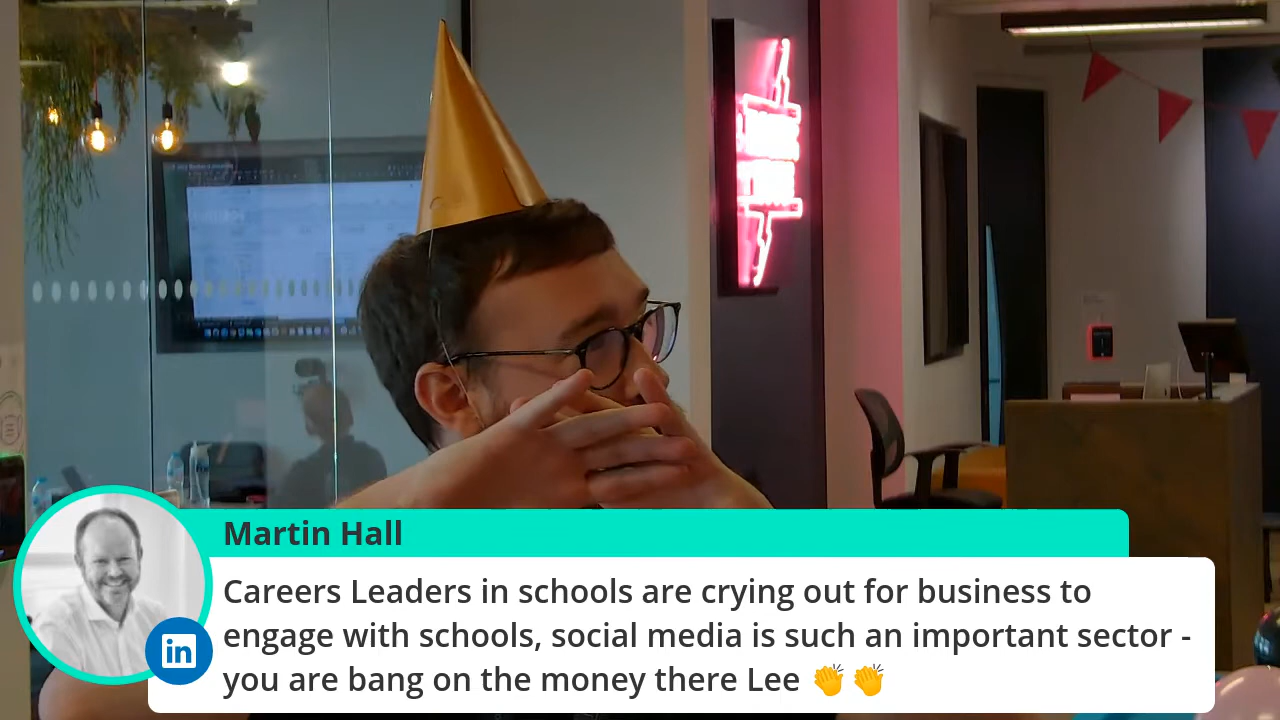 Martin Hall
Careers Leaders in schools are crying out for business to
engage with schools, social media is such an important sector -
you are bang on the money there Lee 👏 👏
in